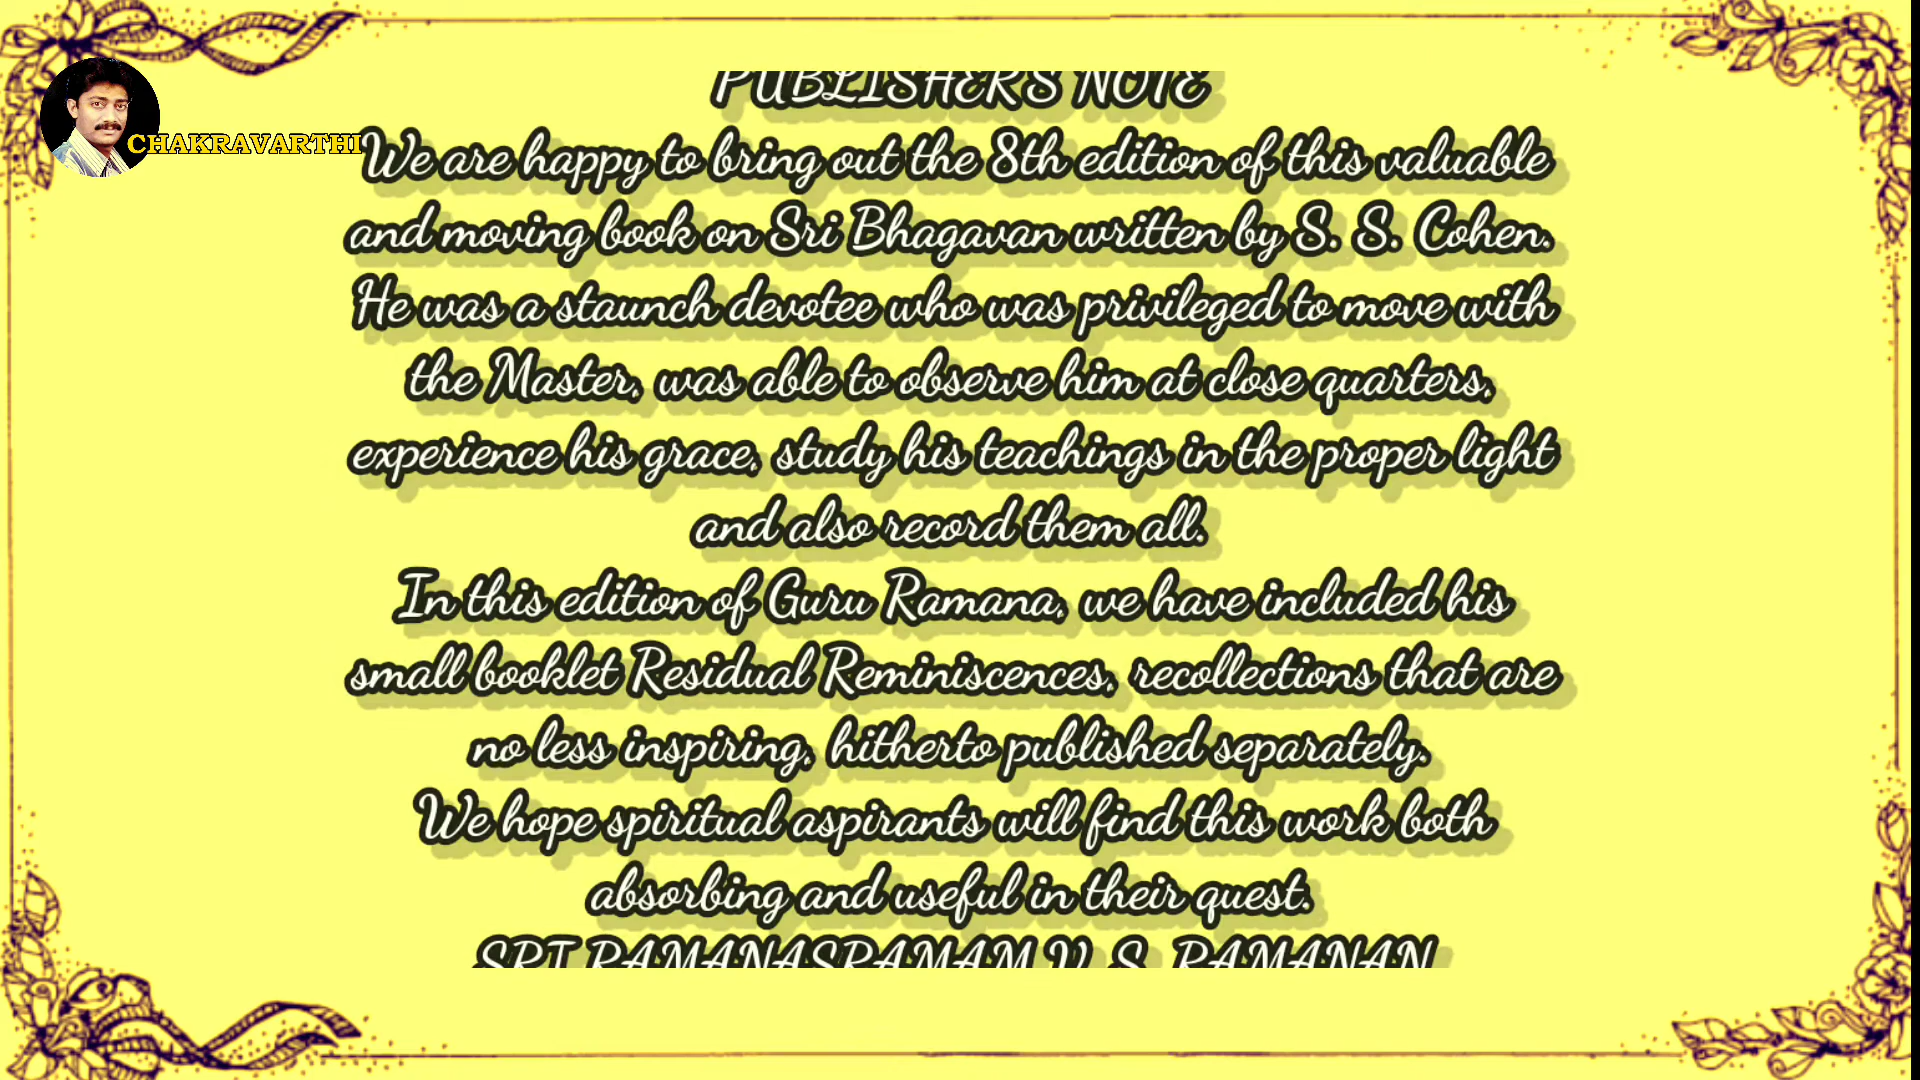 PUBLISHER'S NOTE
CHAKRAVARTHI
We are happy to bring out the 8th edition of this valuable
and moving book on Sri Bhagavan written by S. S. Cohen.
He was a staunch devotee who was privileged to move with
the Master, was able to observe him at close quarters,
experience his grace, study his teachings in the proper light
and also record them all.
In this edition of Guru Ramana, we have included his
small booklet Residual Reminiscences, recollections that are
no less inspiring, hitherto published separately.
We hope spiritual aspirants will find this work both
absorbing and useful in their quest.
SRI RAMANASRAMAM V. S. RAMANAN